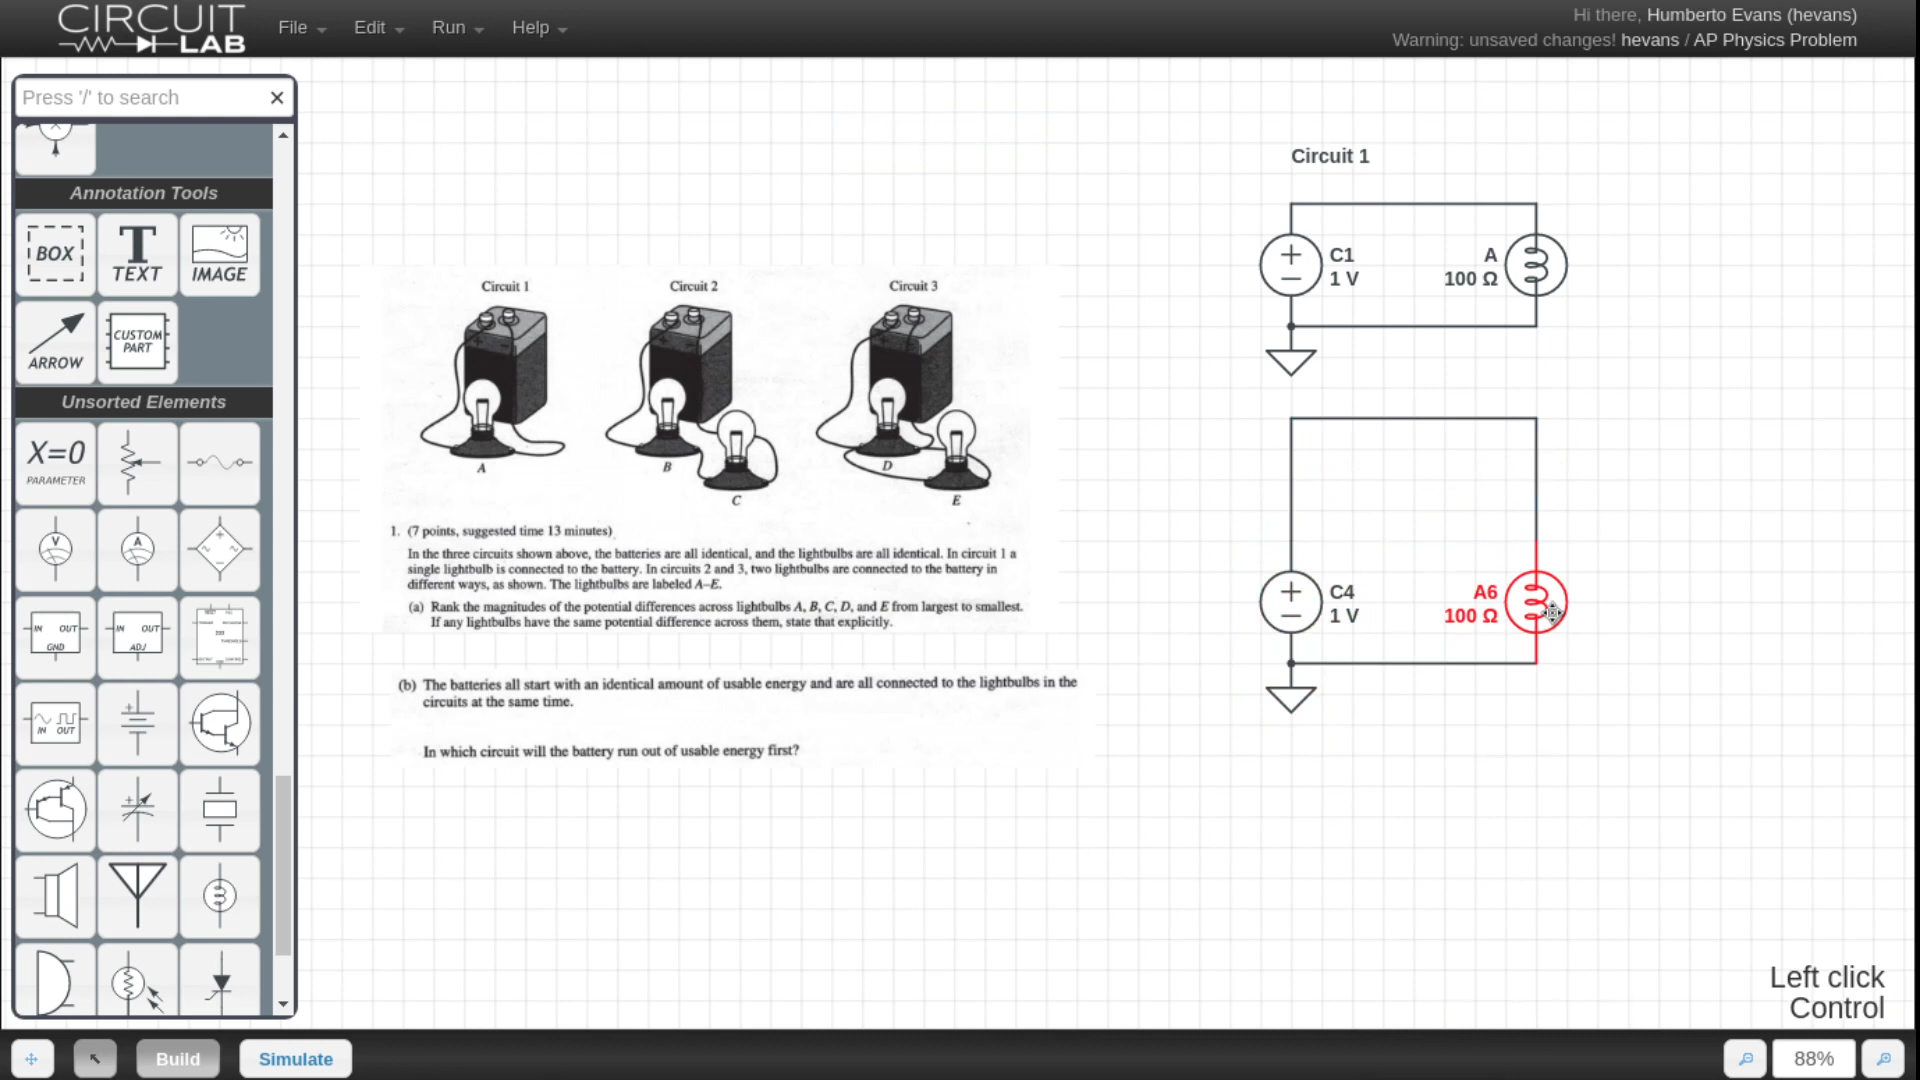 CIRCUIT
LAB
File
Edit
Run
Help
Hi there, Humberto Evans (hevans)
Warning: unsaved changes! hevans / AP Physics Problem
Press '/' to search
Annotation Tools
BOX
TEXT
IMAGE
ARROW
CUSTOM
PART
Unsorted Elements
X=0
PARAMETER
V
A
IN OUT
GND
IN OUT
ADJ
IN OUT
Circuit 1
Circuit 2
Circuit 3
A
B
C
D
E
1. (7 points, suggested time 13 minutes)
In the three circuits shown above, the batteries are all identical, and the lightbulbs are all identical. In circuit 1 a
single lightbulb is connected to the battery. In circuits 2 and 3, two lightbulbs are connected to the battery in
different ways, as shown. The lightbulbs are labeled A–E.
(a) Rank the magnitudes of the potential differences across lightbulbs A, B, C, D, and E from largest to smallest.
If any lightbulbs have the same potential difference across them, state that explicitly.
(b) The batteries all start with an identical amount of usable energy and are all connected to the lightbulbs in the
circuits at the same time.
In which circuit will the battery run out of usable energy first?
Circuit 1
C1
1 V
A
100 Ω
C4
1 V
A6
100 Ω
Left click
Control
Build
Simulate
88%